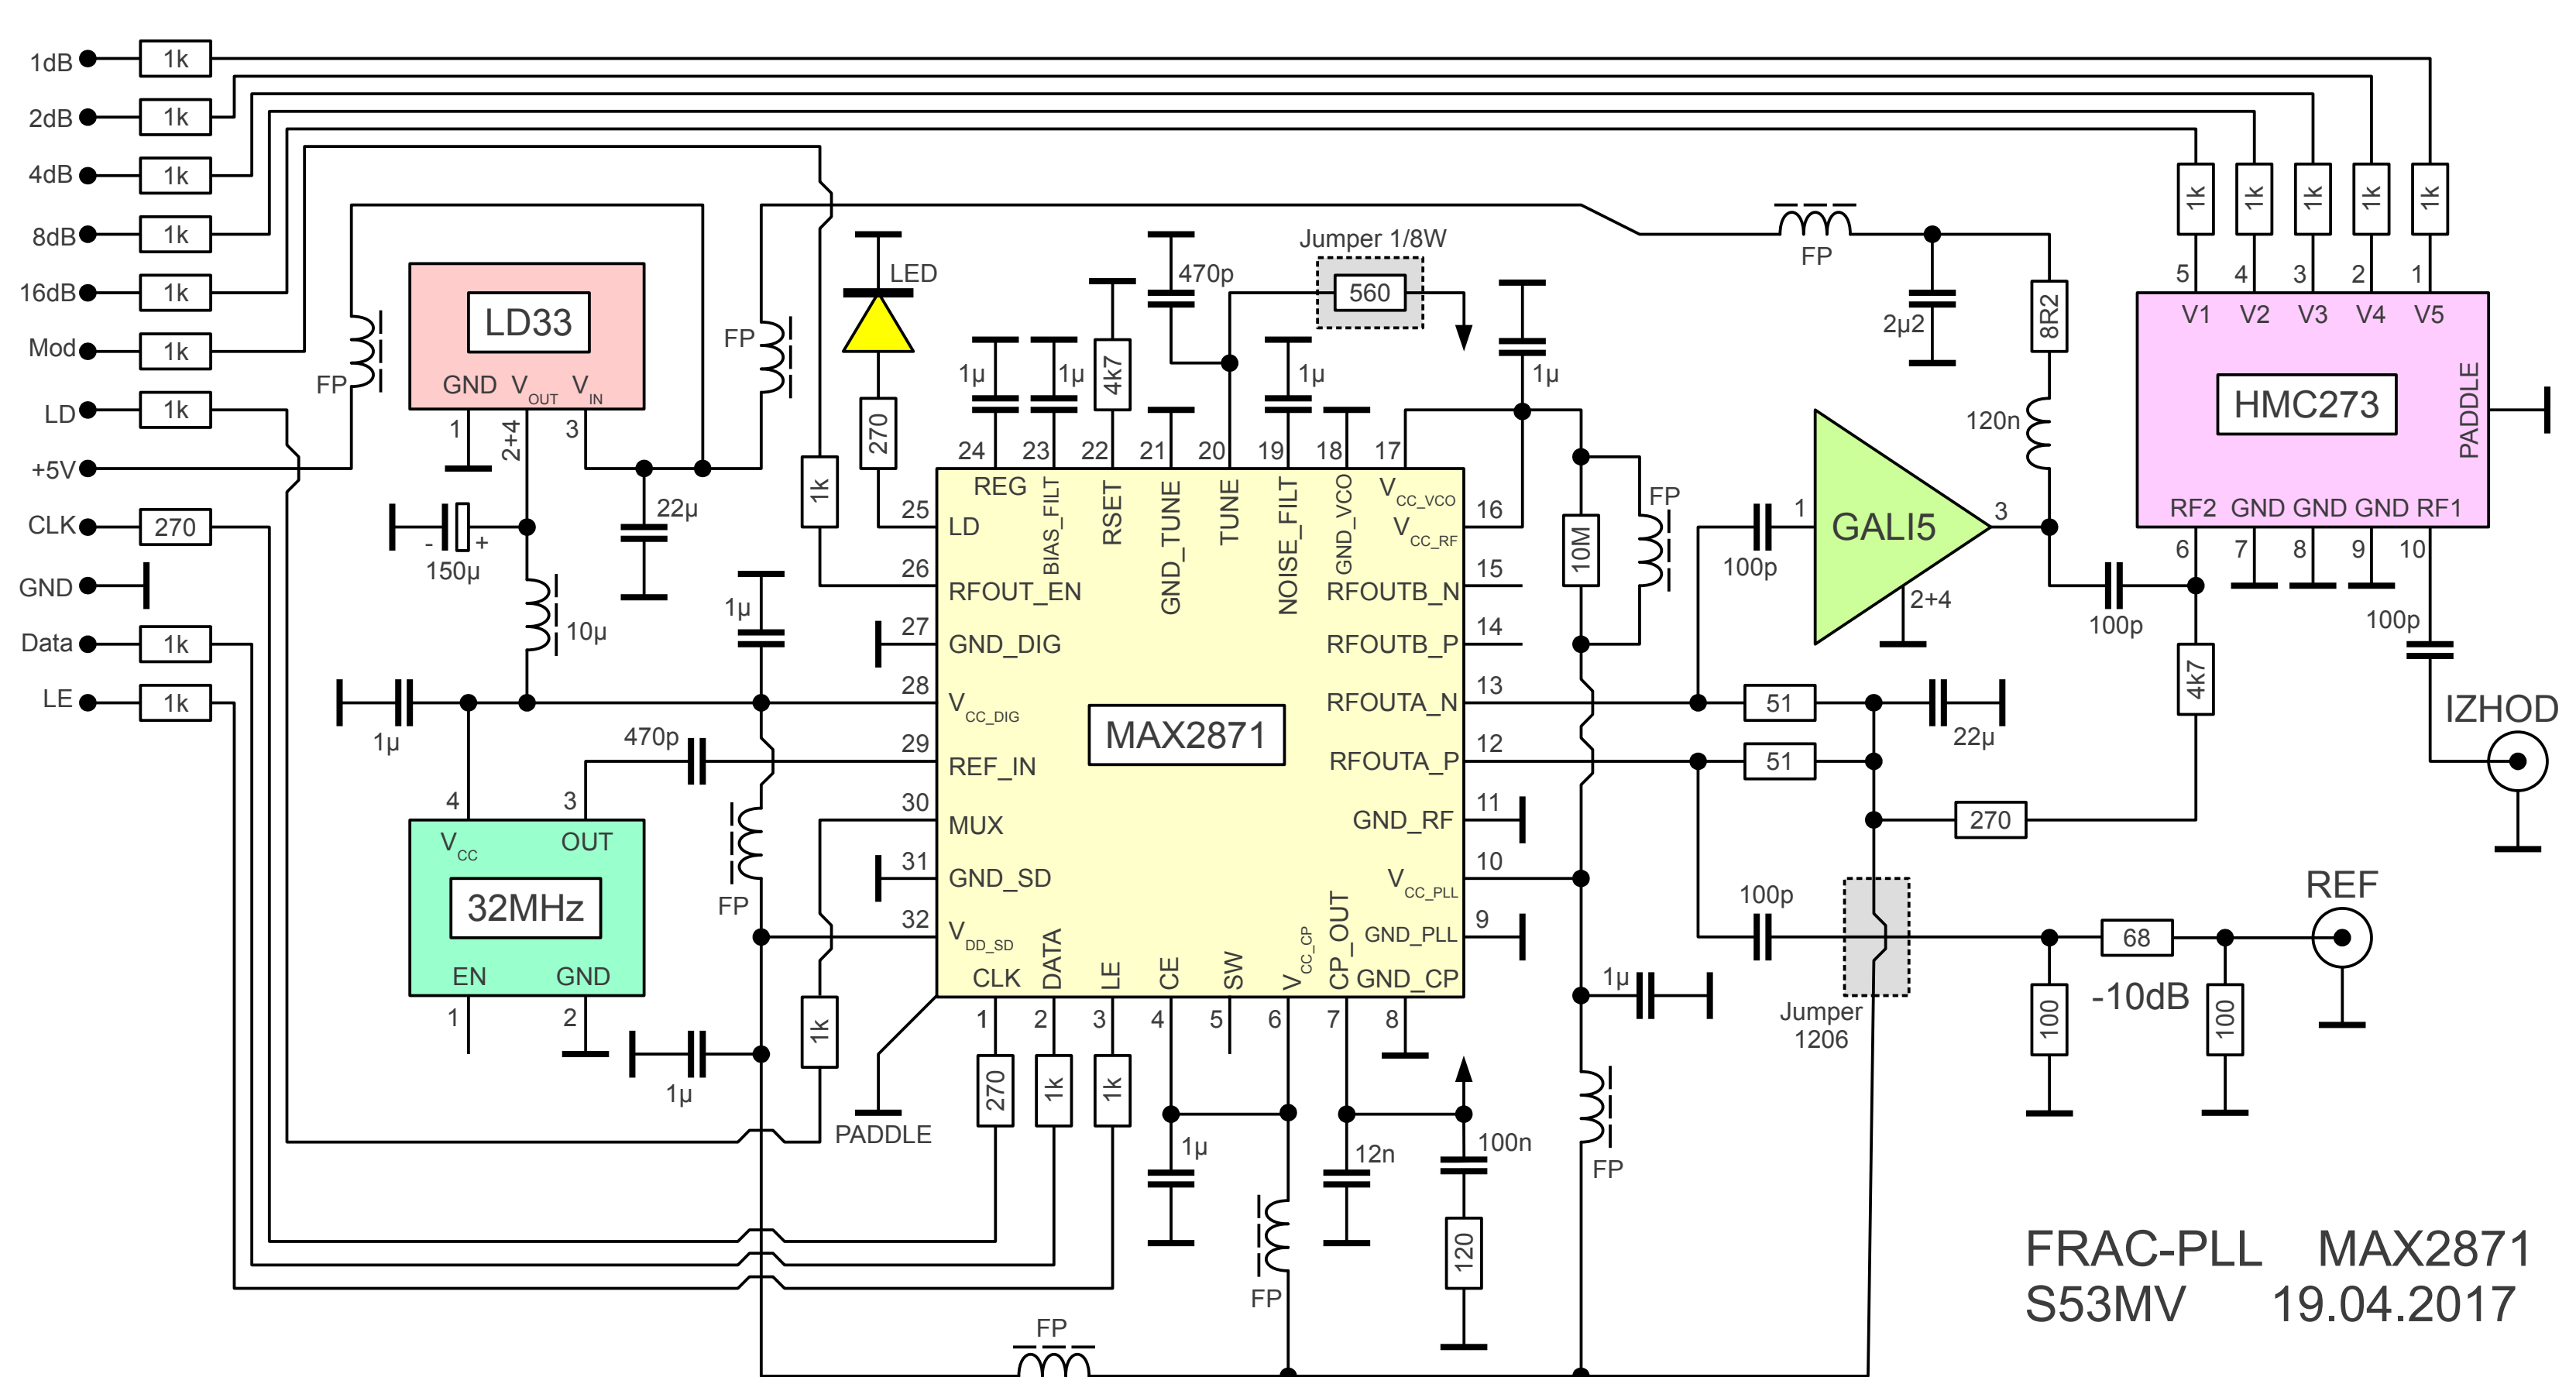 1dB
1k
2dB
1k
4dB
1k
8dB
1k
16dB
1k
Mod
1k
LD
1k
+5V
CLK
270
GND
Data
1k
LE
1k
FP
LD33
GND
VOUT
VIN
1
2+4
3
- +
150µ
22µ
10µ
1µ
1µ
470p
4
3
VCC
OUT
32MHz
EN
GND
1
2
1µ
FP
FP
LED
270
1k
1k
PADDLE
1µ
1µ
4k7
470p
Jumper 1/8W
560
1µ
1µ
24
23
22
21
20
19
18
17
REG
BIAS_FILT
RSET
GND_TUNE
TUNE
NOISE_FILT
GND_VCO
VCC_VCO
25
LD
26
RFOUT_EN
27
GND_DIG
28
VCC_DIG
29
REF_IN
30
MUX
31
GND_SD
32
VDD_SD
MAX2871
16
VCC_RF
15
RFOUTB_N
14
RFOUTB_P
13
RFOUTA_N
12
RFOUTA_P
11
GND_RF
10
VCC_PLL
9
GND_PLL
CLK
DATA
LE
CE
SW
VCC_CP
CP_OUT
GND_CP
1
2
3
4
5
6
7
8
270
1k
1k
1µ
12n
100n
120
FP
FP
10M
FP
1µ
FP
FP
2µ2
8R2
120n
100p
1
GALI5
3
2+4
100p
51
51
22µ
270
4k7
100p
Jumper
1206
68
-10dB
100
100
REF
1k
1k
1k
1k
1k
5
4
3
2
1
V1
V2
V3
V4
V5
HMC273
PADDLE
RF2
GND
GND
GND
RF1
6
7
8
9
10
100p
IZHOD
FRAC-PLL MAX2871
S53MV 19.04.2017